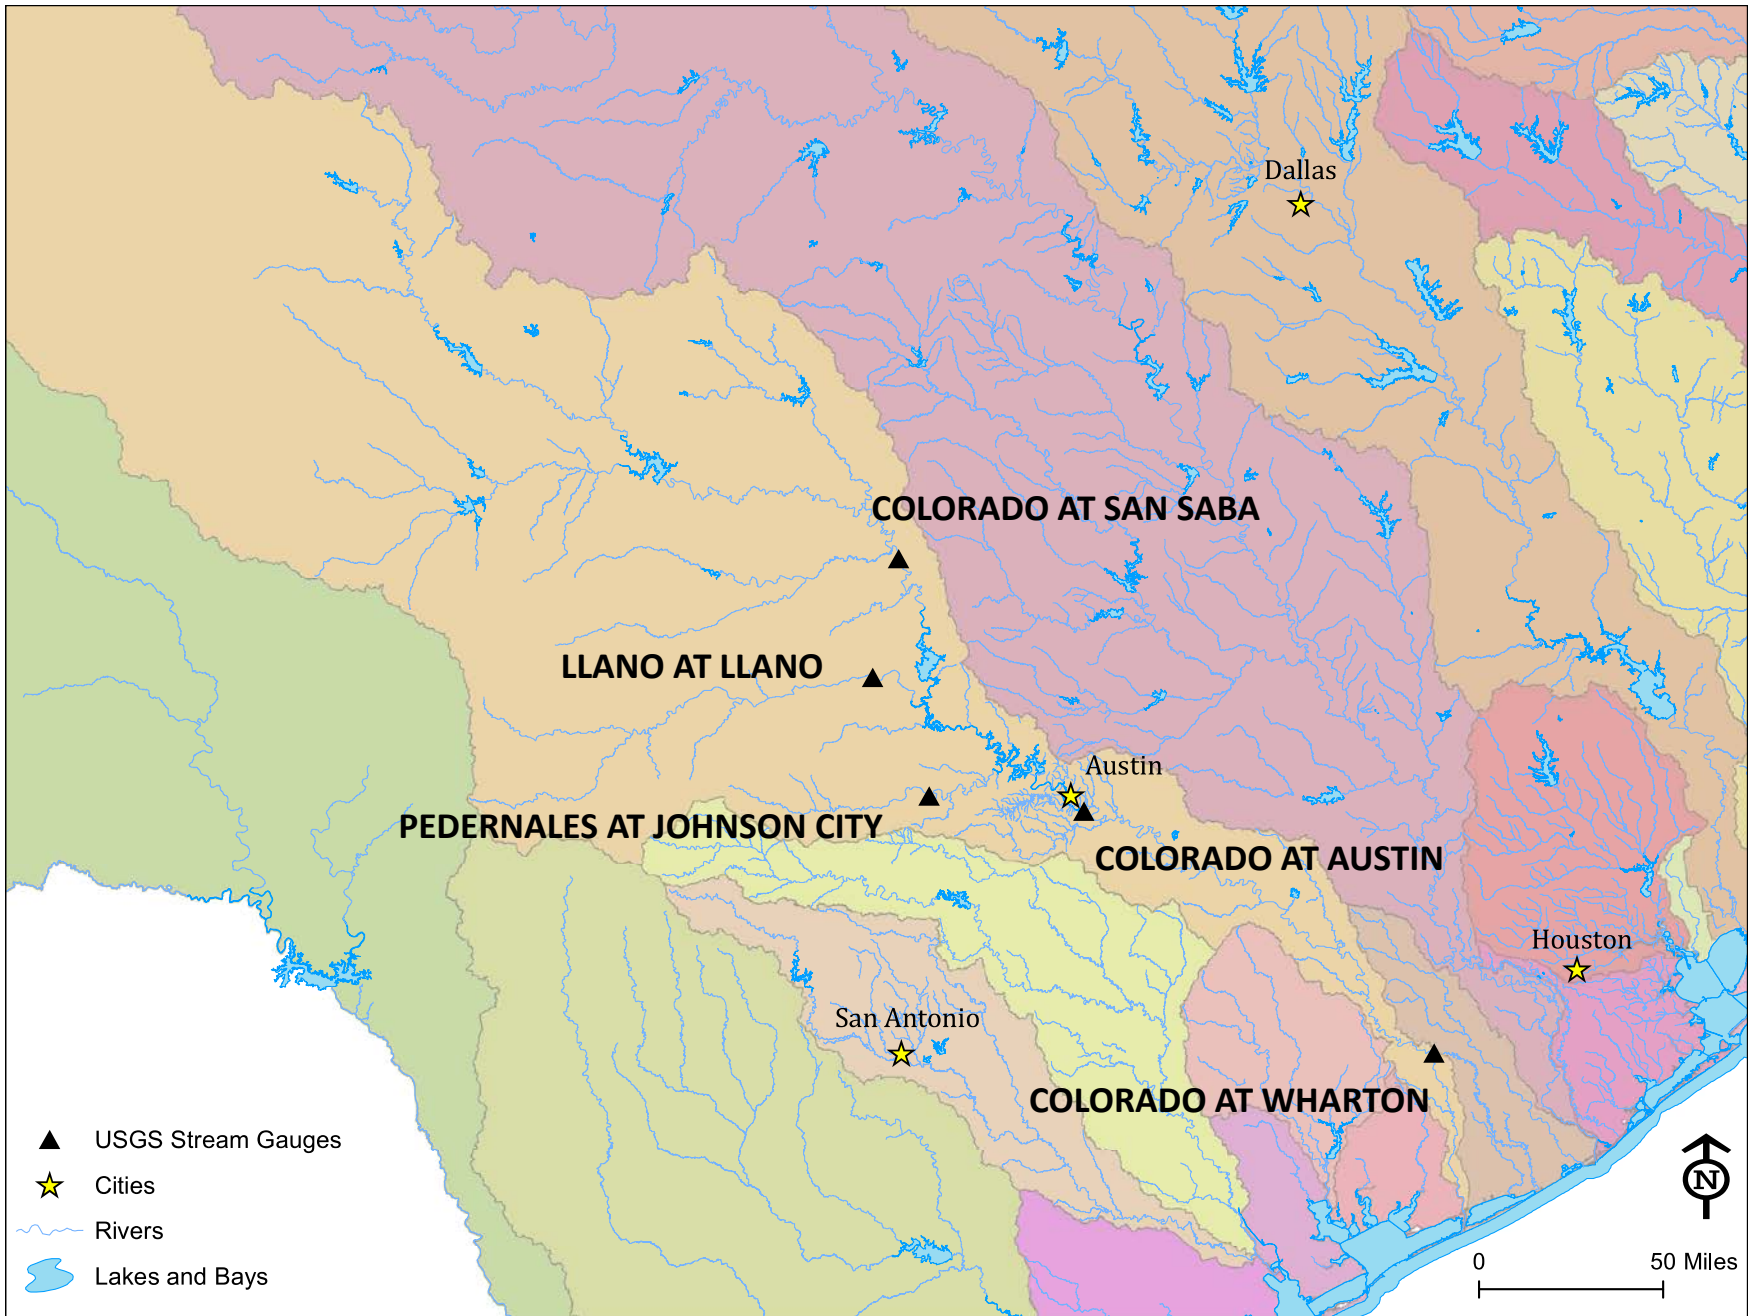 Dallas
COLORADO AT SAN SABA
LLANO AT LLANO
Austin
PEDERNALES AT JOHNSON CITY
COLORADO AT AUSTIN
Houston
San Antonio
COLORADO AT WHARTON
USGS Stream Gauges
Cities
Rivers
Lakes and Bays
N
0 50 Miles